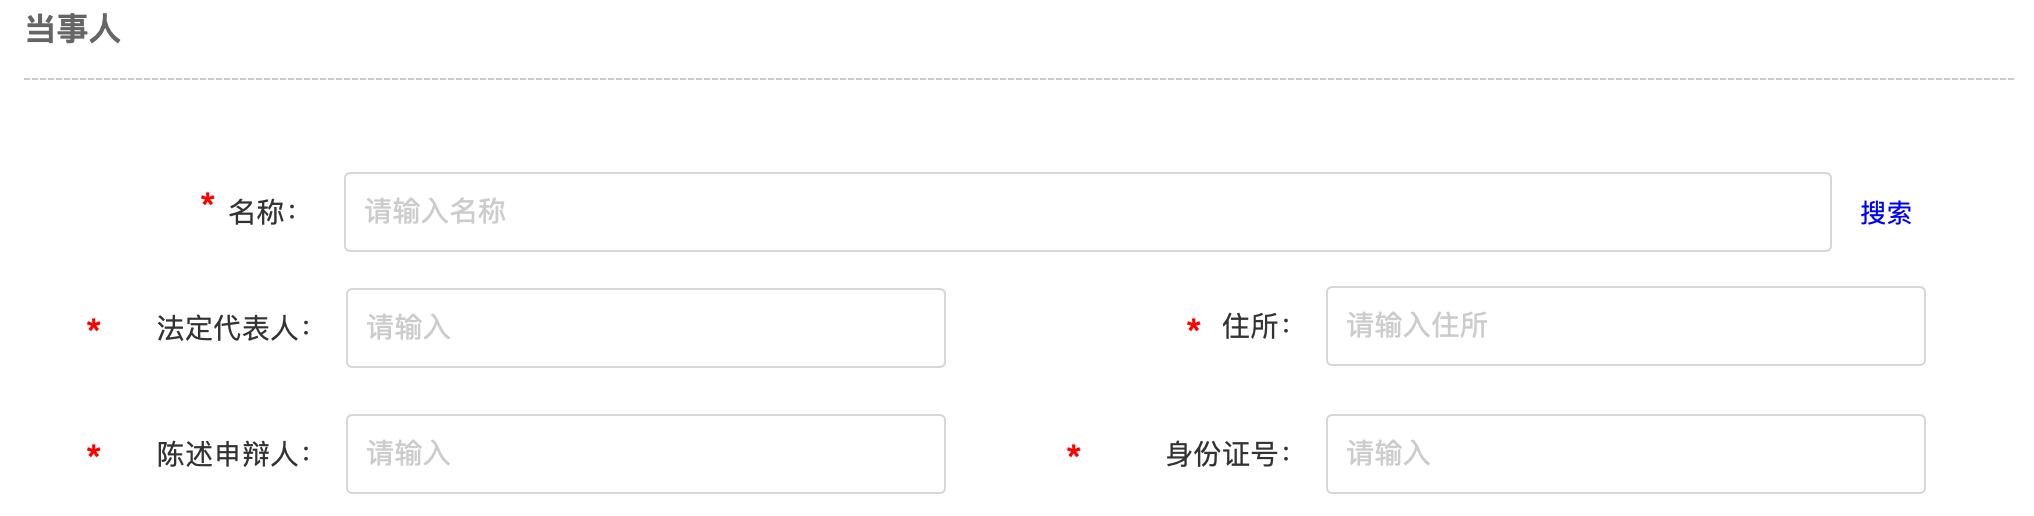 当事人
* 名称： 请输入名称 搜索
* 法定代表人： 请输入 * 住所： 请输入住所
* 陈述申辩人： 请输入 * 身份证号： 请输入